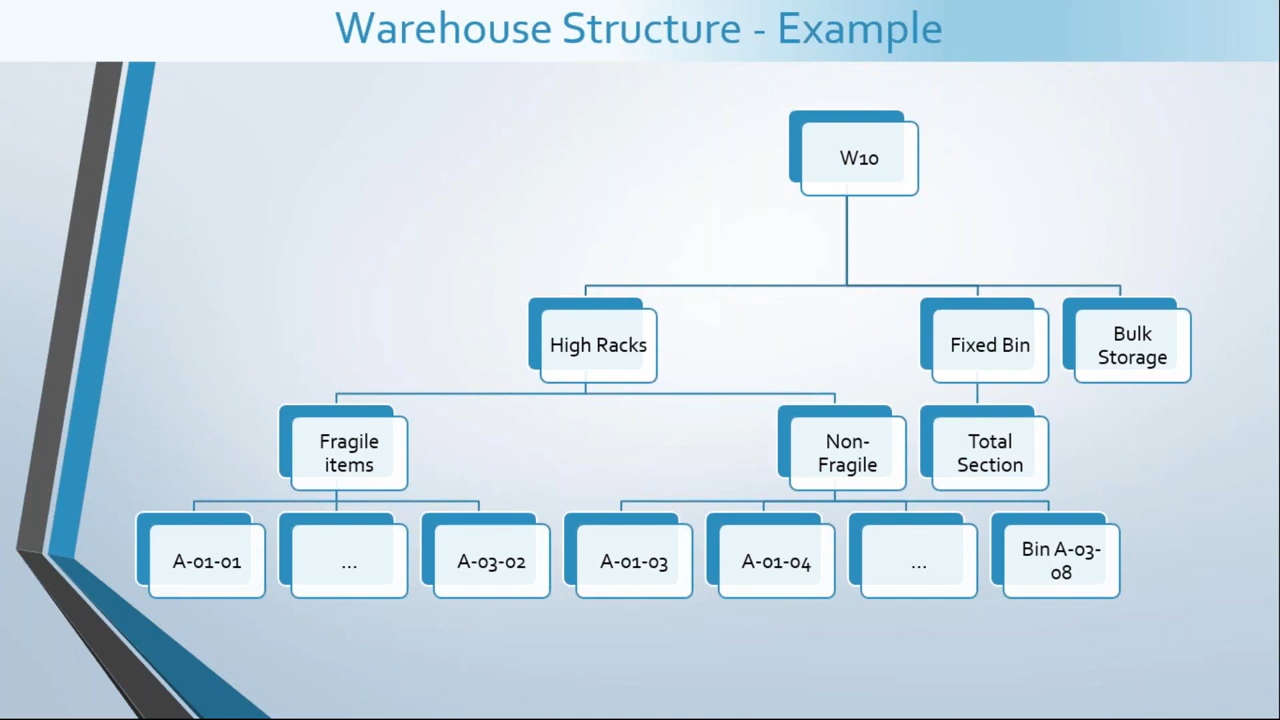 Warehouse Structure - Example
W10
High Racks
Fixed Bin
Bulk
Storage
Fragile
items
Non-
Fragile
Total
Section
A-01-01
...
A-03-02
A-01-03
A-01-04
...
Bin A-03-
08